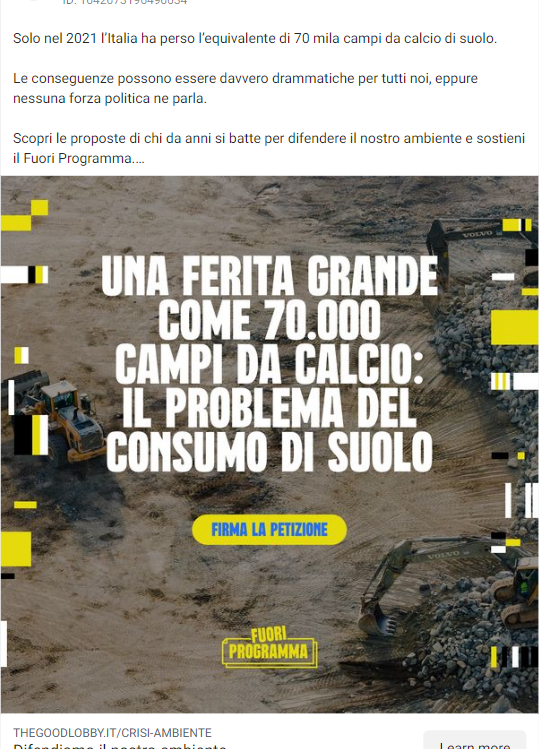 ID: 1642075190490634
Solo nel 2021 l'Italia ha perso l'equivalente di 70 mila campi da calcio di suolo.
Le conseguenze possono essere davvero drammatiche per tutti noi, eppure
nessuna forza politica ne parla.
Scopri le proposte di chi da anni si batte per difendere il nostro ambiente e sostieni
il Fuori Programma....
VOLVO
UNA FERITA GRANDE
COME 70.000
CAMPI DA CALCIO:
IL PROBLEMA DEL
CONSUMO DI SUOLO
FIRMA LA PETIZIONE
VOLVO
FUORI
PROGRAMMA
THEGOODLOBBY.IT/CRISI-AMBIENTE
Difendiamo il nostro ambiente
Learn more